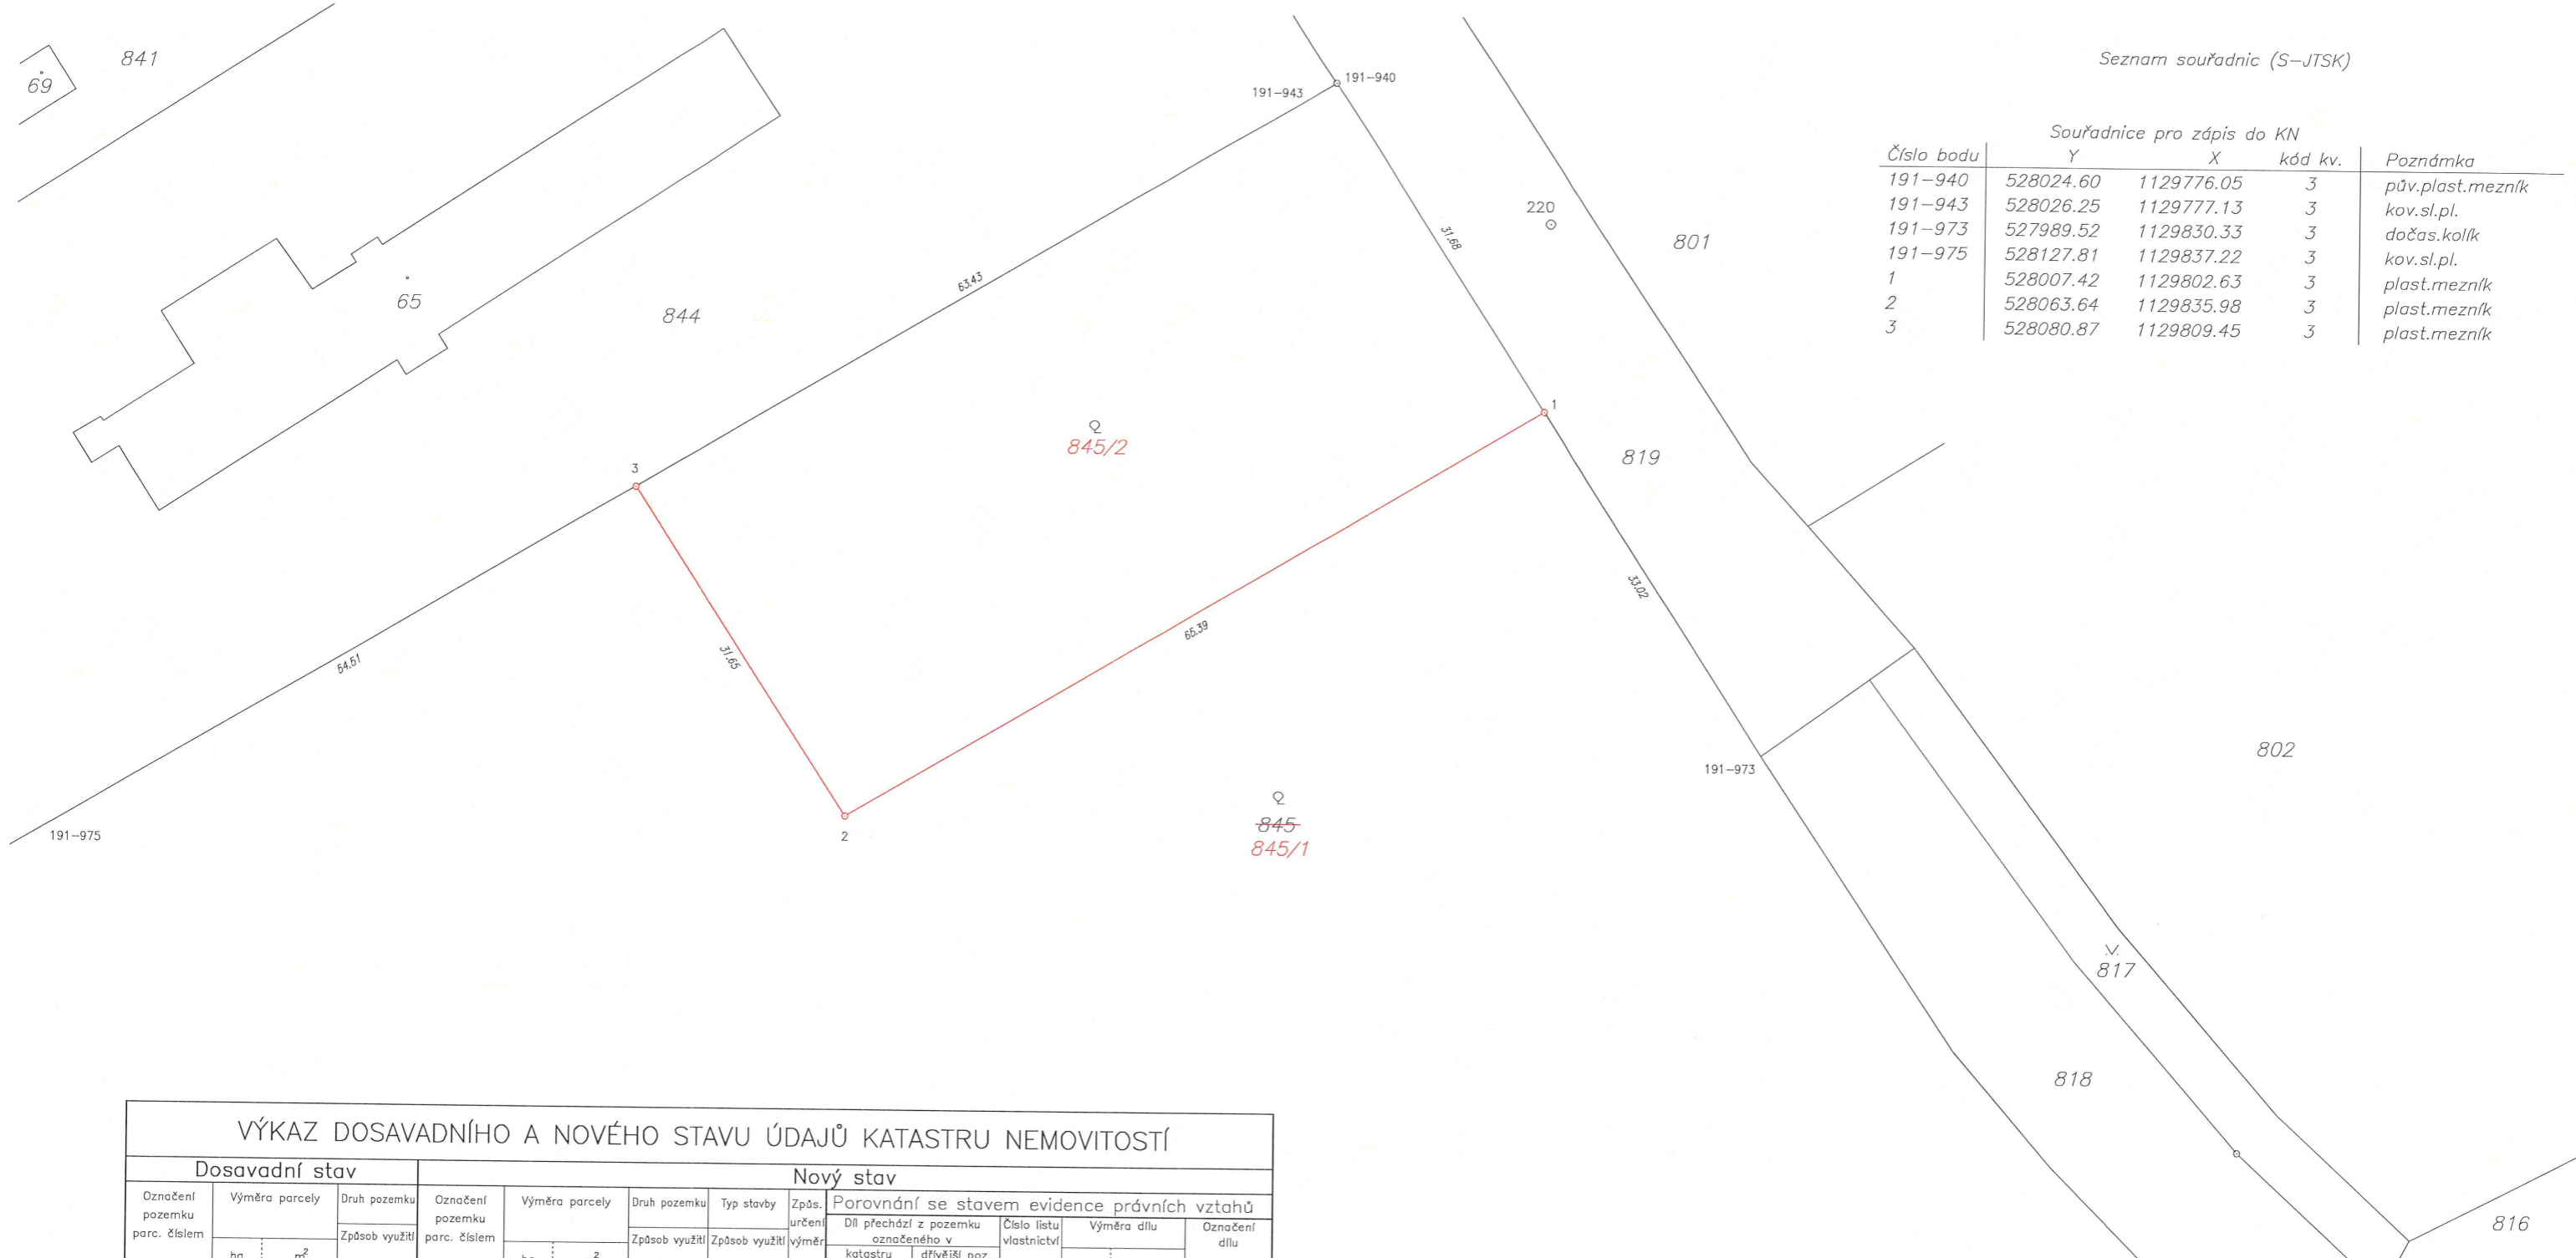 841
69
65
844
191-943
191-940
31.68
220
801
63.43
3
Q
845/2
1
819
54.51
31.65
65.39
33.02
191-975
2
191-973
Q
845
845/1
802
817
818
816
Seznam souřadnic (S-JTSK)
Souřadnice pro zápis do KN
Číslo bodu Y X kód kv. Poznámka
191-940 528024.60 1129776.05 3 pův.plast.mezník
191-943 528026.25 1129777.13 3 kov.sl.pl.
191-973 527989.52 1129830.33 3 dočas.kolík
191-975 528127.81 1129837.22 3 kov.sl.pl.
1 528007.42 1129802.63 3 plast.mezník
2 528063.64 1129835.98 3 plast.mezník
3 528080.87 1129809.45 3 plast.mezník
VÝKAZ DOSAVADNÍHO A NOVÉHO STAVU ÚDAJŮ KATASTRU NEMOVITOSTÍ
Dosavadní stav
Nový stav
Označení pozemku parc. číslem
Výměra parcely
ha m²
Druh pozemku
Způsob využití
Označení pozemku parc. číslem
Výměra parcely
ha m²
Druh pozemku
Způsob využití
Typ stavby
Způsob využití
Způs. určení výměr
Porovnání se stavem evidence právních vztahů
Díl přechází z pozemku označeného v
katastru
dřívější poz.
Číslo listu vlastnictví
Výměra dílu
Označení dílu